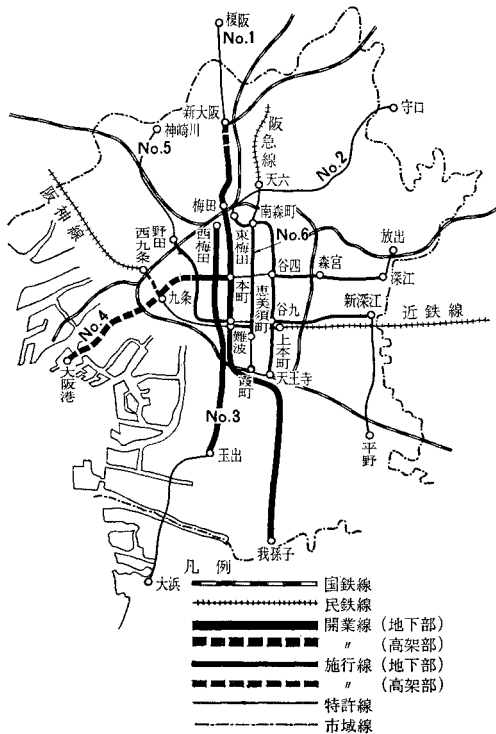 榎阪
No.1
守口
新大阪
神崎川
No.5
阪急線
No.2
天六
阪神線
梅田
南森町
野田
西九条
西梅田
東梅田
No.6
放出
谷四
森宮
深江
本町
九条
恵美須町
谷九
新深江
近鉄線
No.4
難波
上本町
大阪港
霞町
天王寺
No.3
平野
玉出
我孫子
大浜
凡例
国鉄線
民鉄線
開業線(地下部)
〃(高架部)
施行線(地下部)
〃(高架部)
特許線
市域線